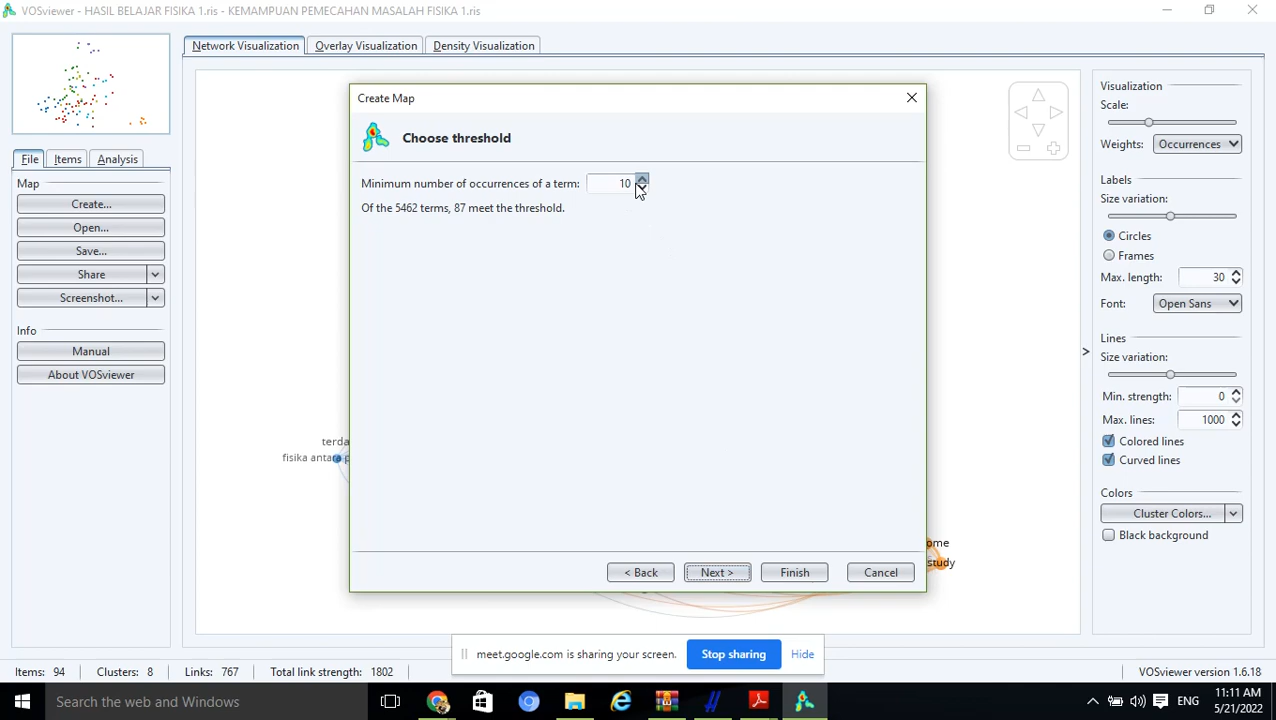 VOSviewer - HASIL BELAJAR FISIKA 1.ris - KEMAMPUAN PEMECAHAN MASALAH FISIKA 1.ris
Network Visualization
Overlay Visualization
Density Visualization
File
Items
Analysis
Map
Create...
Open...
Save...
Share
Screenshot...
Info
Manual
About VOSviewer
Create Map
Choose threshold
Minimum number of occurrences of a term: 10
Of the 5462 terms, 87 meet the threshold.
< Back
Next >
Finish
Cancel
terda
fisika antara p
ome
study
Visualization
Scale:
Weights: Occurrences
Labels
Size variation:
Circles
Frames
Max. length: 30
Font: Open Sans
Lines
Size variation:
Min. strength: 0
Max. lines: 1000
Colored lines
Curved lines
Colors
Cluster Colors...
Black background
>
meet.google.com is sharing your screen.
Stop sharing
Hide
Items: 94 Clusters: 8 Links: 767 Total link strength: 1802
VOSviewer version 1.6.18
Search the web and Windows
ENG
11:11 AM
5/21/2022